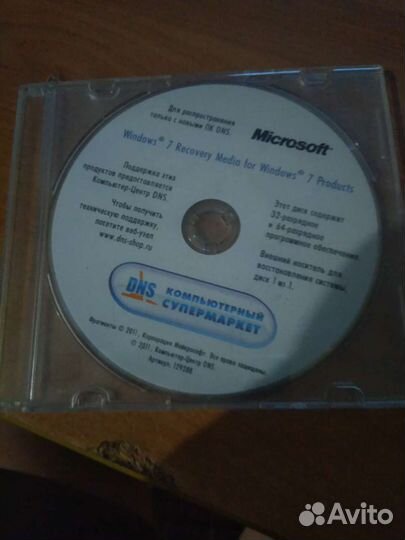 Для распространения
только с новыми ПК DNS.
Microsoft
Windows® 7 Recovery Media for Windows® 7 Products
Поддержка этих
продуктов предоставляется
Компьютер-Центр DNS.
Чтобы получить
техническую поддержку,
посетите веб-узел
www.dns-shop.ru
Этот диск содержит
32-разрядное
и 64-разрядное
программное обеспечение.
Внешний носитель для
восстановления системы,
диск 1 из 1.
DNS КОМПЬЮТЕРНЫЙ
СУПЕРМАРКЕТ
Фрагменты © 2011, Корпорация Майкрософт. Все права защищены.
© 2011, Компьютер-Центр DNS.
Артикул: 129288
Avito